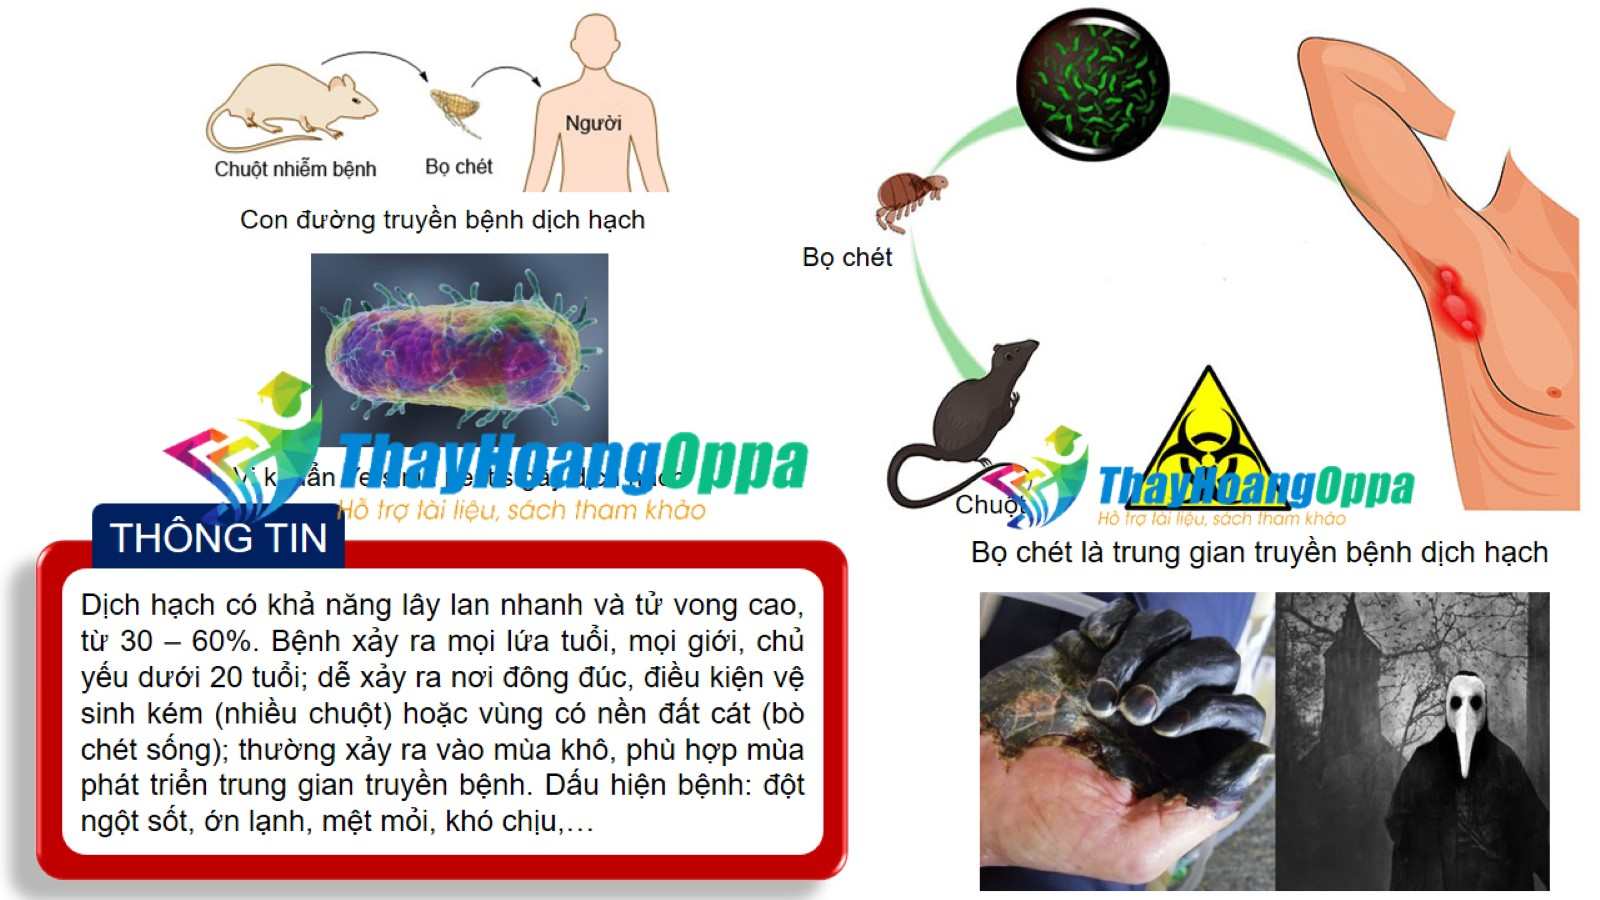 Người
Chuột nhiễm bệnh
Bọ chét
Con đường truyền bệnh dịch hạch
Bọ chét
ThayHoangOppa
Hỗ trợ tài liệu, sách tham khảo
Chuột
ThayHoangOppa
Hỗ trợ tài liệu, sách tham khảo
Bọ chét là trung gian truyền bệnh dịch hạch
THÔNG TIN
Dịch hạch có khả năng lây lan nhanh và tử vong cao,
từ 30 – 60%. Bệnh xảy ra mọi lứa tuổi, mọi giới, chủ
yếu dưới 20 tuổi; dễ xảy ra nơi đông đúc, điều kiện vệ
sinh kém (nhiều chuột) hoặc vùng có nền đất cát (bò
chét sống); thường xảy ra vào mùa khô, phù hợp mùa
phát triển trung gian truyền bệnh. Dấu hiện bệnh: đột
ngột sốt, ớn lạnh, mệt mỏi, khó chịu,…